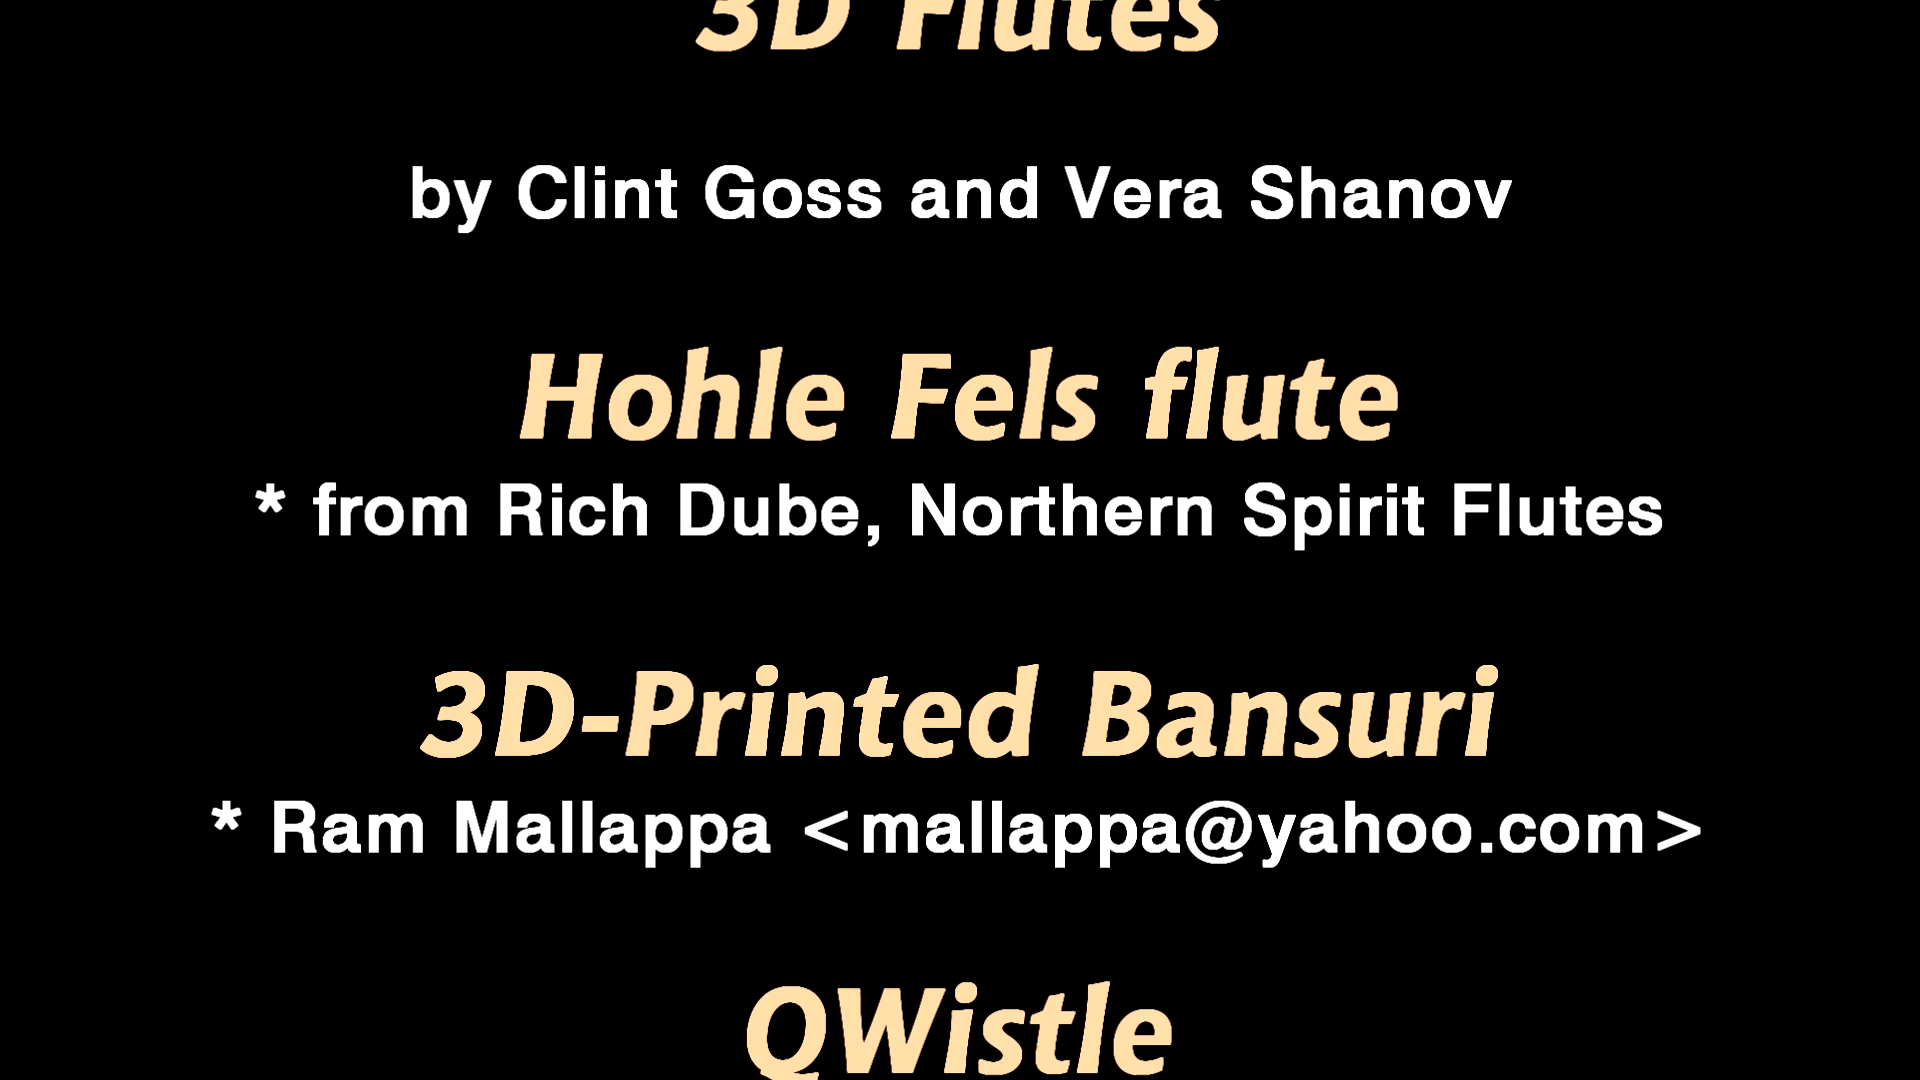 3D Flutes
by Clint Goss and Vera Shanov
Hohle Fels flute
* from Rich Dube, Northern Spirit Flutes
3D-Printed Bansuri
* Ram Mallappa <mallappa@yahoo.com>
QWistle